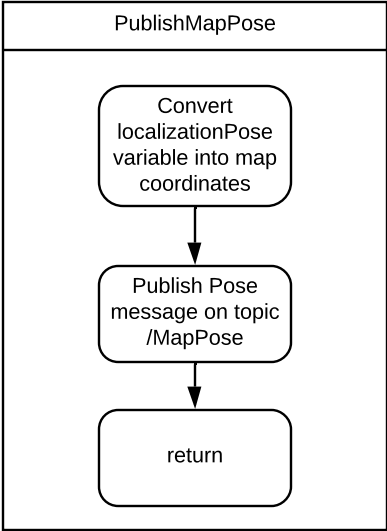 PublishMapPose
Convert
localizationPose
variable into map
coordinates
Publish Pose
message on topic
/MapPose
return